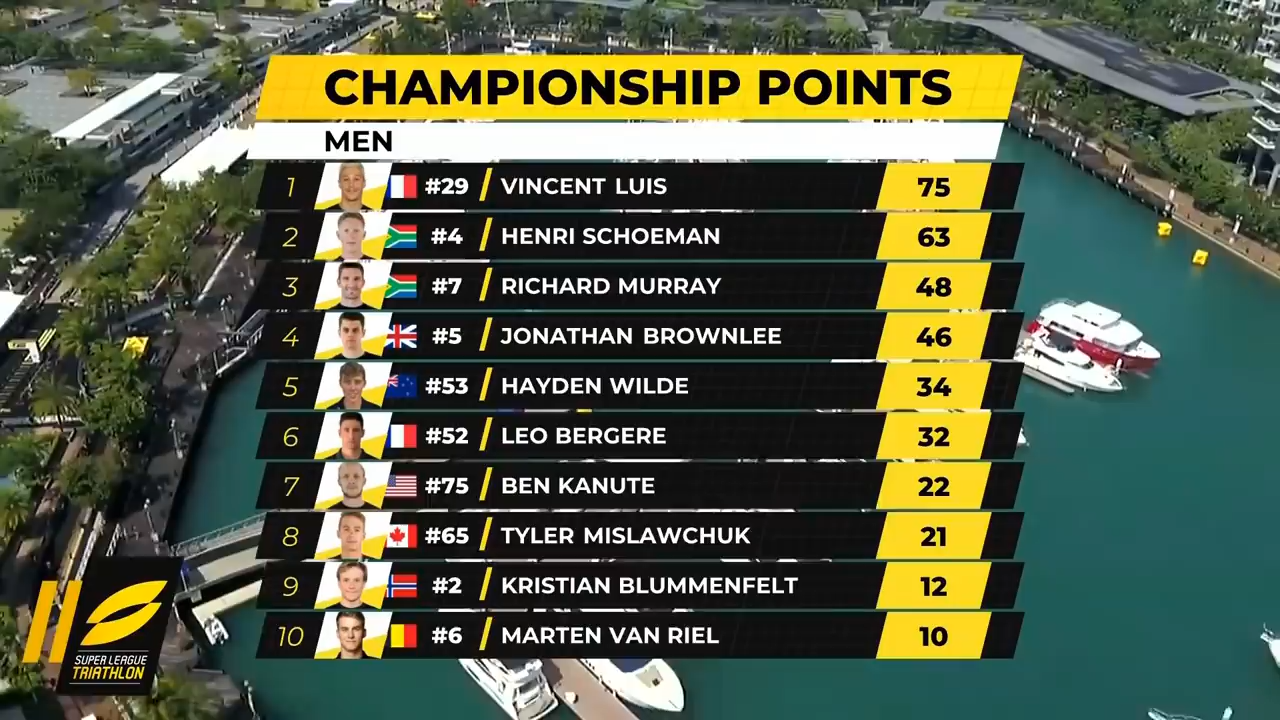 CHAMPIONSHIP POINTS
MEN
1 #29 / VINCENT LUIS 75
2 #4 / HENRI SCHOEMAN 63
3 #7 / RICHARD MURRAY 48
4 #5 / JONATHAN BROWNLEE 46
5 #53 / HAYDEN WILDE 34
6 #52 / LEO BERGERE 32
7 #75 / BEN KANUTE 22
8 #65 / TYLER MISLAWCHUK 21
9 #2 / KRISTIAN BLUMMENFELT 12
10 #6 / MARTEN VAN RIEL 10
SUPER LEAGUE
TRIATHLON